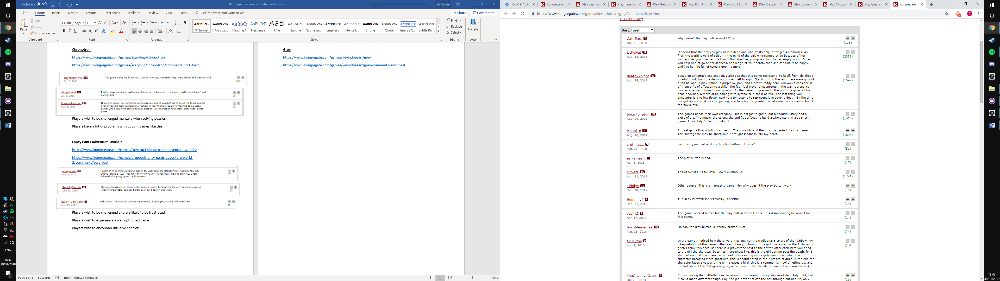 AutoSave Off
Demographic Research into Platformers
Toby White
File Home Insert Design Layout References Mailings Review View Help Tell me what you want to do
Share Comments
Paste
Cut
Copy
Format Painter
Clipboard
Calibri (Body) 11
Font
Paragraph
AaBbCcDc AaBbCcDc AaBbCc AaBbCcD AaB AaBbCcD AaBbCcDc AaBbCcDc AaBbCcDc AaBbCcDc AaBbCcDc AaBbCcDc AaBbCcDc
¶ Normal ¶ No Spac... Heading 1 Heading 2 Title Subtitle Subtle Em... Emphasis Intense E... Strong Quote Intense Q... Subtle Ref...
Styles
Find
Replace
Select
Editing
Dictate
Voice
Chronotron
https://www.kongregate.com/games/Scarybug/chronotron
https://www.kongregate.com/games/scarybug/chronotron/comments?sort=best
NightAndFaye 35 This game make my brain hurt...but in a wacky, wonderful way! Very clever and creative! 5/5
Jul. 3, 2012 (33)
Slipperyeel 23 Really clever game and well made. Requires thinking which is a good quality and doesn't get
Jul. 6, 2011 boring. 4/5 (5)
ManiacRaccoon 22 It's a nice game, but sometimes previous versions of yourself fail to do all the tasks you did
Mar. 5, 2011 even if you did them without interruption or they themselves performed the same tasks (5)
earlier while you were careful to stay clear of ANY interaction with them. Otherwise, great
game.
Players wish to be challenged mentally when solving puzzles.
Players have a lot of problems with bugs in games like this.
Fancy Pants Adventure World 2
https://www.kongregate.com/games/DrNeroCF/fancy-pants-adventure-world-2
https://www.kongregate.com/games/drnerocf/fancy-pants-adventure-world-
2/comments?sort=best
ponypassin 42 I spent over 20 minutes yelling "NO hit the snail shell the OTHER WAY!" "WHERE ARE YOU
Dec. 2, 2014 GOING? stand STILL!" "You hit it the WRONG WAY AGAIN now I have to start ALL OVER!" (6)
before finally giving up on the blue pants.
SquidlyMemes 14 Its now impossible to complete the beginner quest because the lag on this game makes it
Oct. 23, 2016 entirely unplayable. You can barely even get 5 fps on this trash. (5)
RWBY_One_Fairy 5 Well I suck. The controls confuse me so much, I can't get past the title screen XD
Sep. 19, 2017 (5)
Players wish to be challenged and are likely to be frustrated.
Players wish to experience a well optimised game
Players wish to encounter intuitive controls
Grey
https://www.kongregate.com/games/kevindoesart/grey
https://www.kongregate.com/games/kevindoesart/grey/comments?sort=best
Page 2 of 2 59 words English (United Kingdom) 100%
ENG
18:47
30/01/2019
MGP19_15 bo Kongregate: Play Elephant Play Transfor Play The Con Play Run 3, a Play God Mo Play Grapple Play Rogue S Play Choppy Play Grey, a Kongregate:
https://www.kongregate.com/games/kevindoesart/grey/comments?sort=best
« Back to Grey
Sort: Best
Cat_Ears 2 why doesn't the play button work??? ;-;
Jan. 13, 2018 (175)
LittleHat 11 It seems that the boy you play as is a dead one who exists only in the girl's memories. As
Aug. 15, 2011 first, the world is void of colour in the mind of the girl, who cannot let go because of her (2385)
sadness. As you give her the things that she like, you give colour to her empty world. Once
you help her let go of her sadness, and let go of your death, then she can finally be happy
and live her life full of colour; grey no more.
deathkknight 51 Based on LittleHat's explanation, I also see that this game represent life itself, from childhood
Aug. 28, 2011 to adulthood, from the items you collect left to right. Starting from the left, there were gifts of (1547)
a red balloon, a pink ribbon, a purple lollipop, and a brown teddy bear. You would consider all
of them gifts of affection to a child. The four-leaf clover encountered in the way represents
luck as a sense of hope to not give up. As the game progresses to the right, he gives a blue
bead necklace, a more of an adult gift to symbolize a chain of love. The last thing you
encounter is a yellow flower next to a tombstone to represent love beyond death. By the time
the girl realize what was happening, she took life for granted. What remains are mementos of
the boy's love.
bocaillo_atun 23 This games needs their own category. This is not just a game, but a beautiful story and a
Aug. 20, 2011 piece of art. The music, the colors, the end fit perfectly to build a whole story in a so short (1634)
game. Absolutely Brilliant, no doubt.
Maani16 27 A great game that is full of sadness... The color fits and the music is perfect for this game
Aug. 10, 2011 This short game may be short, but it brought kindness into my heart. (1896)
cruffine11 5 am I being an idiot or does the play button not work?
Mar. 21, 2018 (51)
ashismashi 3 The play button is ded
Apr. 1, 2018 (17)
MrVers 46 THESE GAMES NEED THEIR OWN CATEGORY!!!!
Aug. 11, 2011 (1721)
Tiddly5 18 Other people: This is an amazing game! Me: why doesn't the play button work
Dec. 20, 2017 (15)
Boodoov3 6 THE PLAY BUTTON DON'T WORK, SONNN!!!
Sep. 17, 2018 (14)
rebirk3 7 This game worked before but the play button doesn't work. It is disappointing because I like
Apr. 17, 2018 this game. (14)
horriblememes 13 Oh cool the play button is literally broken. Nice.
Mar. 25, 2018 (14)
skullyme 9 In the game I noticed how there were 7 colors, not the traditional 6 colors of the rainbow. My
Apr. 9, 2016 interpretation of the game is that each item you bring to the girl is one step in the 7 stages of (13)
grief, I think this because there is a gravestone next to the flower. After each item you bring
to the girl the character becomes more ghost like, this is the girl getting past the death, for I
also believe that the character is dead, only existing in the girls memories, when the
character becomes more ghost like, this is another step in the 7 stages of grief. In the end the
character fades away, and the girl releases a bird, this is a common symbol of letting go, and
the last step of the 7 stages of grief, acceptance. I also decided to name the character Jack.
YouObvLoveOreos 6 I'm supposing that LittleHat's explanation of this beautiful story was most definitely right, but
Jul. 23, 2013 it could mean different things. Say, the girl never noticed the boy through out her life, only (13)
18:47
30/01/2019